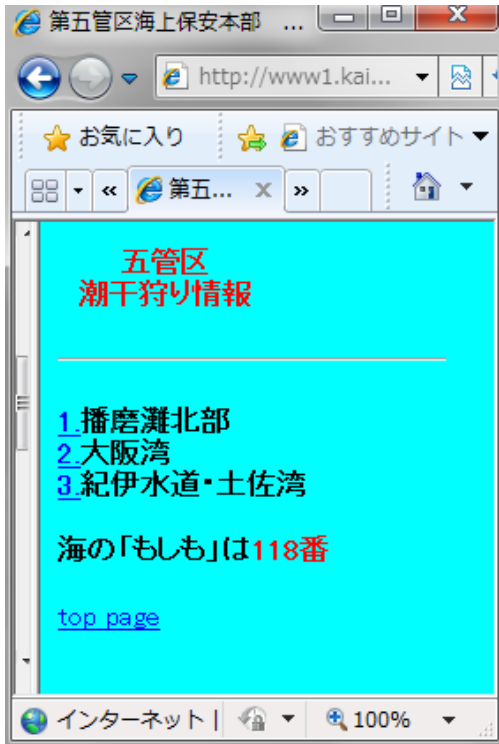 第五管区海上保安本部 ...
http://www1.kai...
お気に入り おすすめサイト
第五...
五管区
潮干狩り情報
1.播磨灘北部
2.大阪湾
3.紀伊水道・土佐湾
海の「もしも」は118番
top page
インターネット | 100%